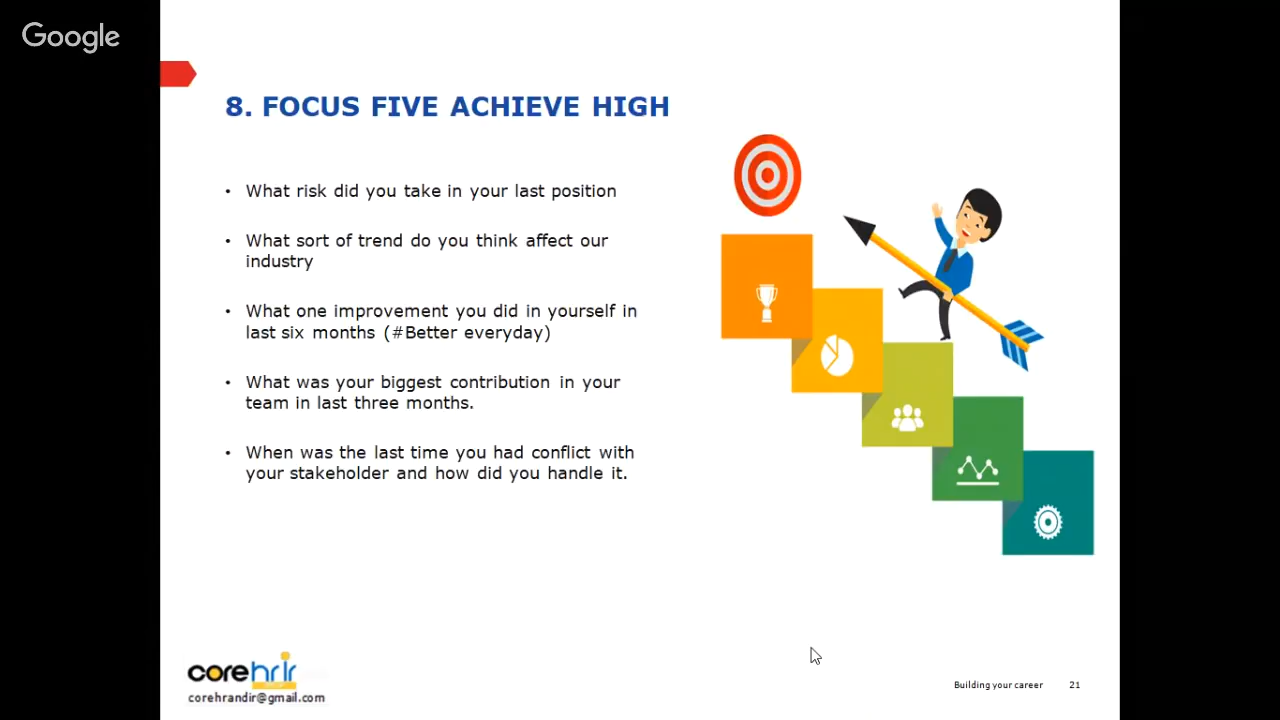 Google
8. FOCUS FIVE ACHIEVE HIGH
• What risk did you take in your last position
• What sort of trend do you think affect our
industry
• What one improvement you did in yourself in
last six months (#Better everyday)
• What was your biggest contribution in your
team in last three months.
• When was the last time you had conflict with
your stakeholder and how did you handle it.
corehrir
corehrandir@gmail.com
Building your career 21